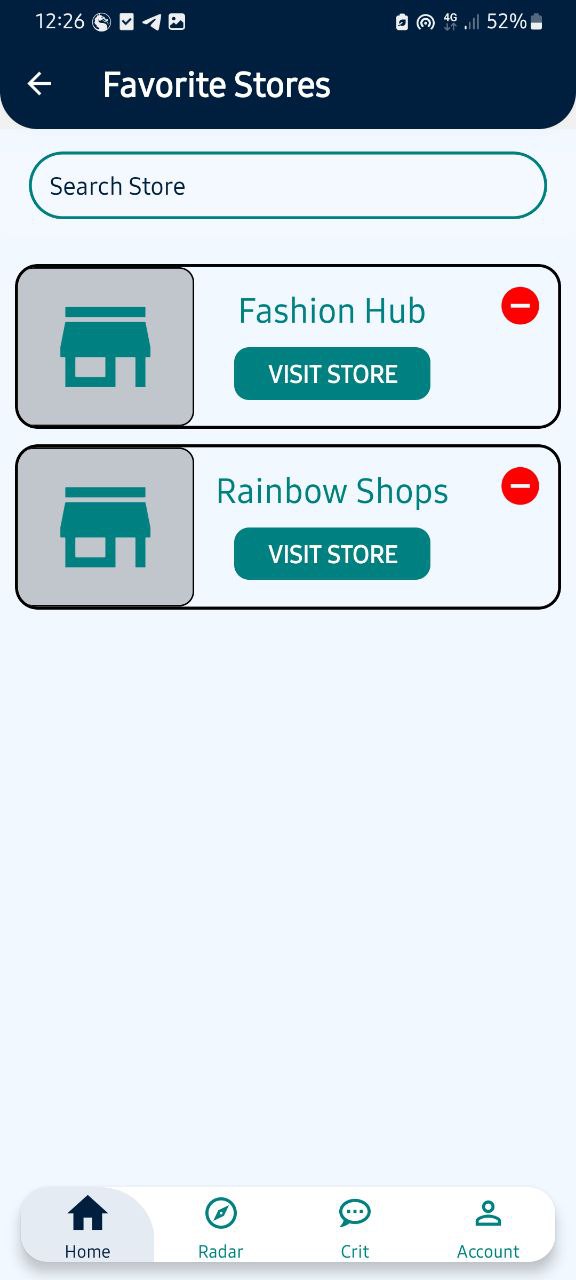 12:26 4G 52%
Favorite Stores
Search Store
Fashion Hub
VISIT STORE
Rainbow Shops
VISIT STORE
Home Radar Crit Account